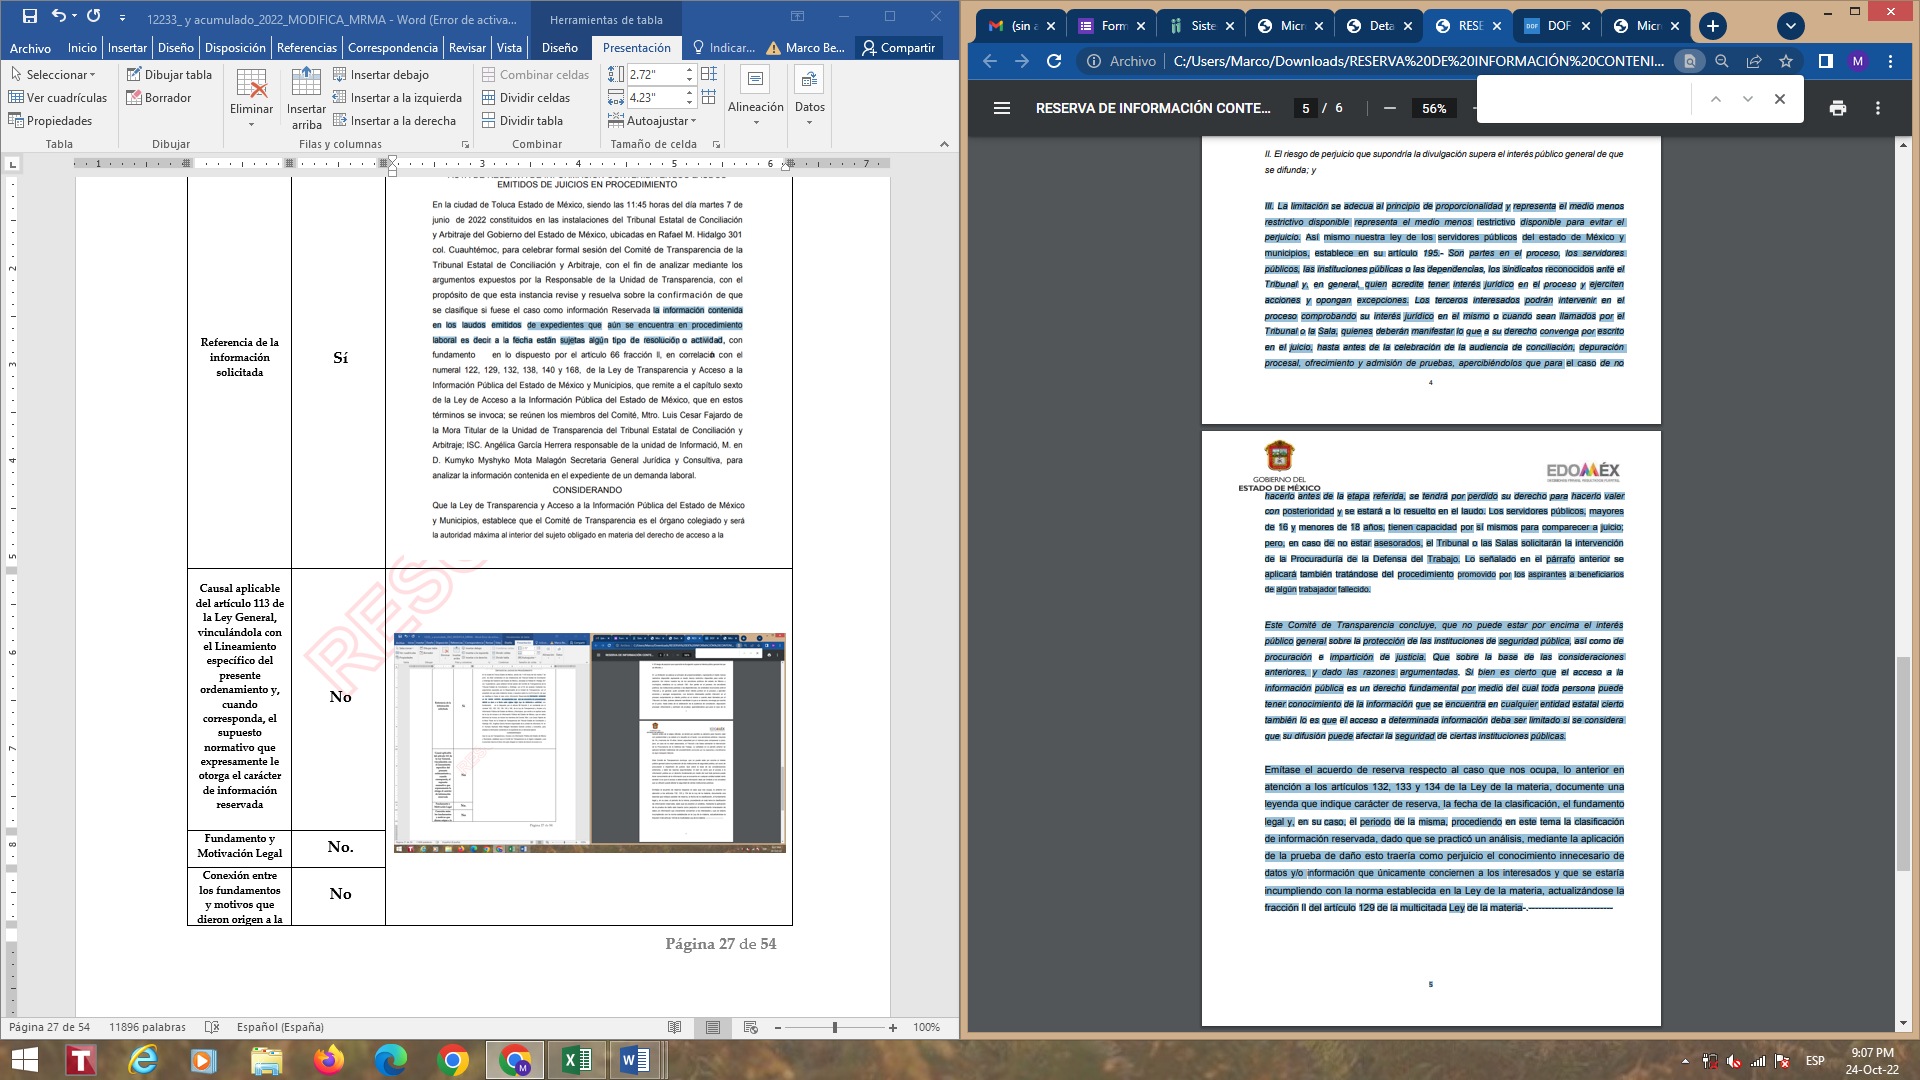 12233_ y acumulado_2022_MODIFICA_MRMA - Word (Error de activa...
Herramientas de tabla
Archivo
Inicio
Insertar
Diseño
Disposición
Referencias
Correspondencia
Revisar
Vista
Diseño
Presentación
Indicar...
Marco Be...
Compartir
Seleccionar
Ver cuadrículas
Propiedades
Tabla
Dibujar tabla
Borrador
Dibujar
Eliminar
Insertar arriba
Insertar debajo
Insertar a la izquierda
Insertar a la derecha
Filas y columnas
Combinar celdas
Dividir celdas
Dividir tabla
Combinar
2.72"
4.23"
Autoajustar
Tamaño de celda
Alineación
Datos
EMITIDOS DE JUICIOS EN PROCEDIMIENTO
En la ciudad de Toluca Estado de México, siendo las 11:45 horas del día martes 7 de
junio de 2022 constituidos en las instalaciones del Tribunal Estatal de Conciliación
y Arbitraje del Gobierno del Estado de México, ubicadas en Rafael M. Hidalgo 301
col. Cuauhtémoc, para celebrar formal sesión del Comité de Transparencia de la
Tribunal Estatal de Conciliación y Arbitraje, con el fin de analizar mediante los
argumentos expuestos por la Responsable de la Unidad de Transparencia, con el
propósito de que esta instancia revise y resuelva sobre la confirmación de que
se clasifique si fuese el caso como información Reservada la información contenida
en los laudos emitidos de expedientes que aún se encuentra en procedimiento
laboral es decir a la fecha están sujetas algún tipo de resolución o actividad, con
fundamento en lo dispuesto por el artículo 66 fracción II, en correlación con el
numeral 122, 129, 132, 138, 140 y 168, de la Ley de Transparencia y Acceso a la
Información Pública del Estado de México y Municipios, que remite a el capítulo sexto
de la Ley de Acceso a la Información Pública del Estado de México, que en estos
términos se invoca; se reúnen los miembros del Comité, Mtro. Luis Cesar Fajardo de
la Mora Titular de la Unidad de Transparencia del Tribunal Estatal de Conciliación y
Arbitraje; ISC. Angélica García Herrera responsable de la unidad de Informació, M. en
D. Kumyko Myshyko Mota Malagón Secretaria General Jurídica y Consultiva, para
analizar la información contenida en el expediente de un demanda laboral.
CONSIDERANDO
Que la Ley de Transparencia y Acceso a la Información Pública del Estado de México
y Municipios, establece que el Comité de Transparencia es el órgano colegiado y será
la autoridad máxima al interior del sujeto obligado en materia del derecho de acceso a la
Referencia de la
información
solicitada
Sí
Causal aplicable
del artículo 113 de
la Ley General,
vinculándola con
el Lineamiento
específico del
presente
ordenamiento y,
cuando
corresponda, el
supuesto
normativo que
expresamente le
otorga el carácter
de información
reservada
No
Fundamento y
Motivación Legal
No.
Conexión entre
los fundamentos
y motivos que
dieron origen a la
No
Página 27 de 54
Página 27 de 54
11896 palabras
Español (España)
100%
(sin a
Form
Siste
Micr
Deta
RESE
DOF
Micr
Archivo
C:/Users/Marco/Downloads/RESERVA%20DE%20INFORMACIÓN%20CONTENI...
RESERVA DE INFORMACIÓN CONTE...
5 / 6
56%
II. El riesgo de perjuicio que supondría la divulgación supera el interés público general de que
se difunda; y
III. La limitación se adecua al principio de proporcionalidad y representa el medio menos
restrictivo disponible representa el medio menos restrictivo disponible para evitar el
perjuicio. Así mismo nuestra ley de los servidores públicos del estado de México y
municipios, establece en su artículo 195.- Son partes en el proceso, los servidores
públicos, las instituciones públicas o las dependencias, los sindicatos reconocidos ante el
Tribunal y, en general, quien acredite tener interés jurídico en el proceso y ejerciten
acciones y opongan excepciones. Los terceros interesados podrán intervenir en el
proceso comprobando su interés jurídico en el mismo o cuando sean llamados por el
Tribunal o la Sala, quienes deberán manifestar lo que a su derecho convenga por escrito
en el juicio, hasta antes de la celebración de la audiencia de conciliación, depuración
procesal, ofrecimiento y admisión de pruebas, apercibiéndolos que para el caso de no
4
GOBIERNO DEL
ESTADO DE MÉXICO
EDOMÉX
hacerlo antes de la etapa referida, se tendrá por perdido su derecho para hacerlo valer
con posterioridad y se estará a lo resuelto en el laudo. Los servidores públicos, mayores
de 16 y menores de 18 años, tienen capacidad por sí mismos para comparecer a juicio;
pero, en caso de no estar asesorados, el Tribunal o las Salas solicitarán la intervención
de la Procuraduría de la Defensa del Trabajo. Lo señalado en el párrafo anterior se
aplicará también tratándose del procedimiento promovido por los aspirantes a beneficiarios
de algún trabajador fallecido.
Este Comité de Transparencia concluye, que no puede estar por encima el interés
público general sobre la protección de las instituciones de seguridad pública, así como de
procuración e impartición de justicia. Que sobre la base de las consideraciones
anteriores, y dado las razones argumentadas. Si bien es cierto que el acceso a la
información pública es un derecho fundamental por medio del cual toda persona puede
tener conocimiento de la información que se encuentra en cualquier entidad estatal cierto
también lo es que el acceso a determinada información deba ser limitado si se considera
que su difusión puede afectar la seguridad de ciertas instituciones públicas.
Emítase el acuerdo de reserva respecto al caso que nos ocupa, lo anterior en
atención a los artículos 132, 133 y 134 de la Ley de la materia, documente una
leyenda que indique carácter de reserva, la fecha de la clasificación, el fundamento
legal y, en su caso, el periodo de la misma, procediendo en este tema la clasificación
de información reservada, dado que se practicó un análisis, mediante la aplicación
de la prueba de daño esto traería como perjuicio el conocimiento innecesario de
datos y/o información que únicamente conciernen a los interesados y que se estaría
incumpliendo con la norma establecida en la Ley de la materia, actualizándose la
fracción II del artículo 129 de la multicitada Ley de la materia-.--------------------------
5
ESP
9:07 PM
24-Oct-22